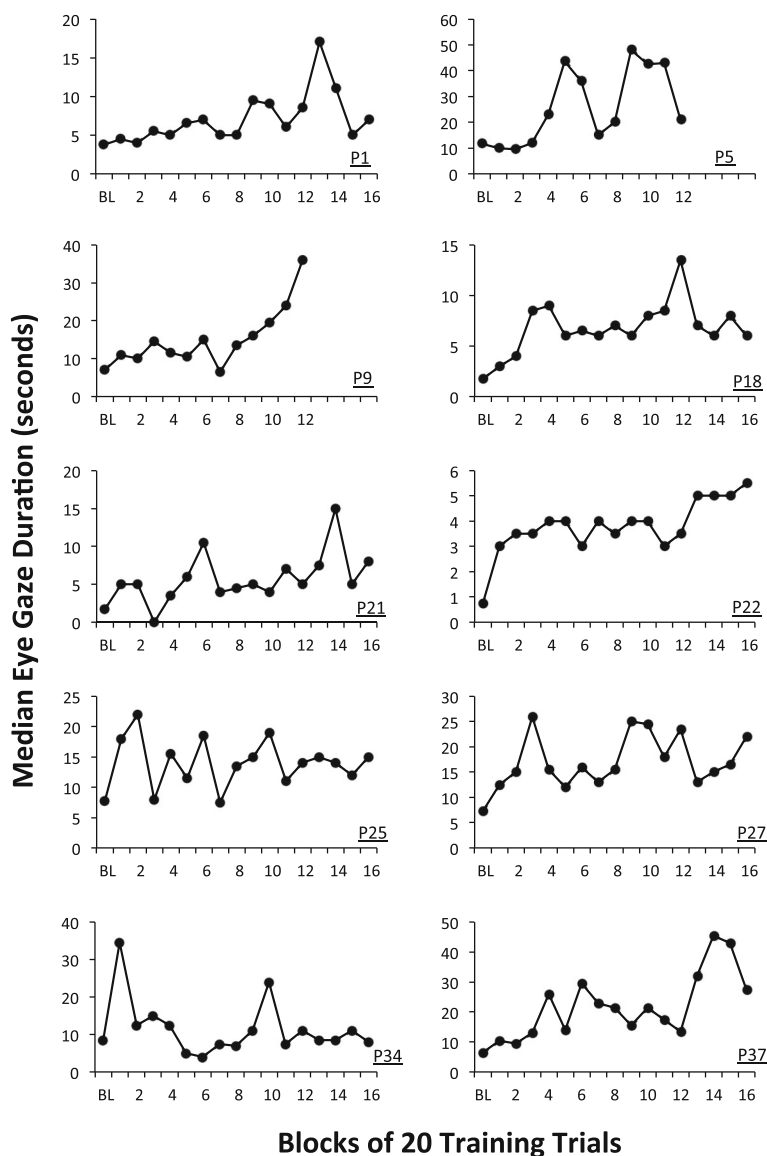 Median Eye Gaze Duration (seconds)
20
15
10
5
0
BL 2 4 6 8 10 12 14 16
P1
60
50
40
30
20
10
0
BL 2 4 6 8 10 12
P5
40
30
20
10
0
BL 2 4 6 8 10 12
P9
15
10
5
0
BL 2 4 6 8 10 12 14 16
P18
20
15
10
5
0
BL 2 4 6 8 10 12 14 16
P21
6
5
4
3
2
1
0
BL 2 4 6 8 10 12 14 16
P22
25
20
15
10
5
0
BL 2 4 6 8 10 12 14 16
P25
30
25
20
15
10
5
0
BL 2 4 6 8 10 12 14 16
P27
40
30
20
10
0
BL 2 4 6 8 10 12 14 16
P34
50
40
30
20
10
0
BL 2 4 6 8 10 12 14 16
P37
Blocks of 20 Training Trials